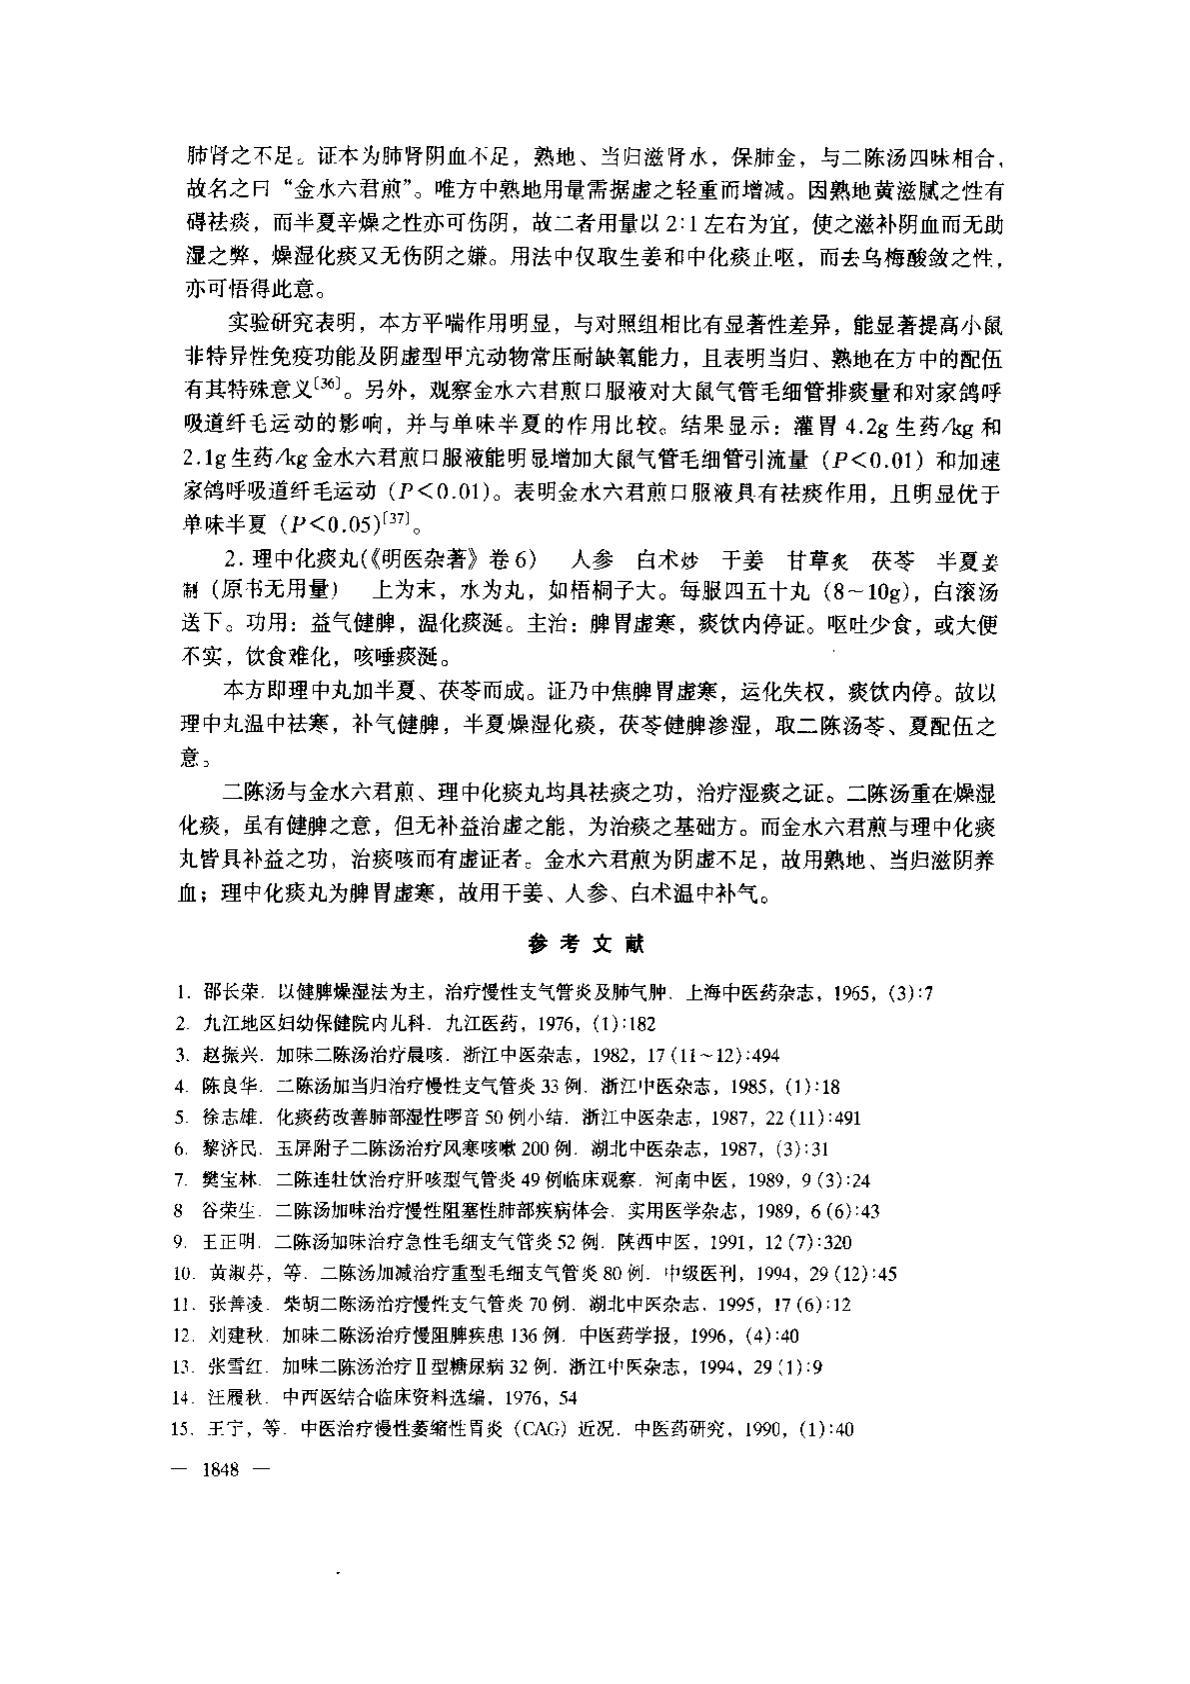 肺肾之不足。证本为肺肾阴血不足，熟地、当归滋肾水，保肺金，与二陈汤四味相合，
故名之曰“金水六君煎”。唯方中熟地用量需据虚之轻重而增减。因熟地黄滋腻之性有
碍祛痰，而半夏辛燥之性亦可伤阴，故二者用量以 2:1 左右为宜，使之滋补阴血而无助
湿之弊，燥湿化痰又无伤阴之嫌。用法中仅取生姜和中化痰止呕，而去乌梅酸敛之性，
亦可悟得此意。
实验研究表明，本方平喘作用明显，与对照组相比有显著性差异，能显著提高小鼠
非特异性免疫功能及阴虚型甲亢动物常压耐缺氧能力，且表明当归、熟地在方中的配伍
有其特殊意义〔36〕。另外，观察金水六君煎口服液对大鼠气管毛细管排痰量和对家鸽呼
吸道纤毛运动的影响，并与单味半夏的作用比较。结果显示：灌胃 4.2g 生药/kg 和
2.1g 生药/kg 金水六君煎口服液能明显增加大鼠气管毛细管引流量（P＜0.01）和加速
家鸽呼吸道纤毛运动（P＜0.01）。表明金水六君煎口服液具有祛痰作用，且明显优于
单味半夏（P＜0.05）〔37〕。
2. 理中化痰丸(《明医杂著》卷 6）　人参　白术炒　干姜　甘草炙　茯苓　半夏姜
制（原书无用量）　上为末，水为丸，如梧桐子大。每服四五十丸（8～10g），白滚汤
送下。功用：益气健脾，温化痰涎。主治：脾胃虚寒，痰饮内停证。呕吐少食，或大便
不实，饮食难化，咳唾痰涎。
本方即理中丸加半夏、茯苓而成。证乃中焦脾胃虚寒，运化失权，痰饮内停。故以
理中丸温中祛寒，补气健脾，半夏燥湿化痰，茯苓健脾渗湿，取二陈汤苓、夏配伍之
意。
二陈汤与金水六君煎、理中化痰丸均具祛痰之功，治疗湿痰之证。二陈汤重在燥湿
化痰，虽有健脾之意，但无补益治虚之能，为治痰之基础方。而金水六君煎与理中化痰
丸皆具补益之功，治痰咳而有虚证者。金水六君煎为阴虚不足，故用熟地、当归滋阴养
血；理中化痰丸为脾胃虚寒，故用干姜、人参、白术温中补气。
参 考 文 献
1. 邵长荣. 以健脾燥湿法为主，治疗慢性支气管炎及肺气肿. 上海中医药杂志，1965，(3):7
2. 九江地区妇幼保健院内儿科. 九江医药，1976，(1):182
3. 赵振兴. 加味二陈汤治疗晨咳. 浙江中医杂志，1982，17 (11～12):494
4. 陈良华. 二陈汤加当归治疗慢性支气管炎 33 例. 浙江中医杂志，1985，(1):18
5. 徐志雄. 化痰药改善肺部湿性啰音 50 例小结. 浙江中医杂志，1987，22 (11):491
6. 黎济民. 玉屏附子二陈汤治疗风寒咳嗽 200 例. 湖北中医杂志，1987，(3):31
7. 樊宝林. 二陈连牡饮治疗肝咳型气管炎 49 例临床观察. 河南中医，1989，9 (3):24
8 谷荣生. 二陈汤加味治疗慢性阻塞性肺部疾病体会. 实用医学杂志，1989，6 (6):43
9. 王正明. 二陈汤加味治疗急性毛细支气管炎 52 例. 陕西中医，1991，12 (7):320
10. 黄淑芬，等. 二陈汤加减治疗重型毛细支气管炎 80 例. 中级医刊，1994，29 (12):45
11. 张善凌. 柴胡二陈汤治疗慢性支气管炎 70 例. 湖北中医杂志. 1995，17 (6):12
12. 刘建秋. 加味二陈汤治疗慢阻脾疾患 136 例. 中医药学报，1996，(4):40
13. 张雪红. 加味二陈汤治疗Ⅱ型糖尿病 32 例. 浙江中医杂志，1994，29 (1):9
14. 汪履秋. 中西医结合临床资料选编，1976，54
15. 王宁，等. 中医治疗慢性萎缩性胃炎（CAG）近况. 中医药研究，1990，(1):40
— 1848 —